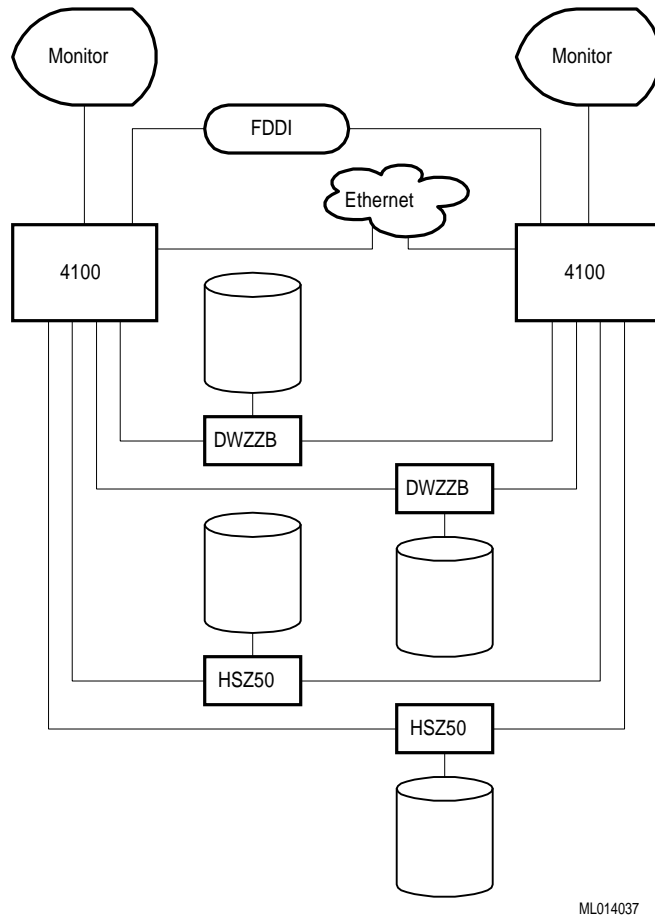 Monitor
Monitor
FDDI
Ethernet
4100
4100
DWZZB
DWZZB
HSZ50
HSZ50
ML014037